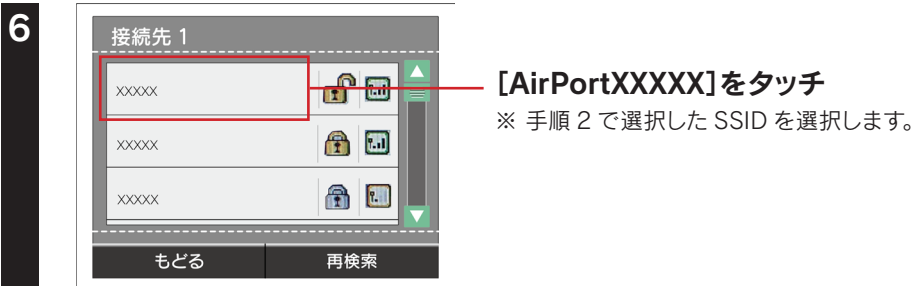 6
接続先 1
XXXXX
XXXXX
XXXXX
もどる
再検索
［AirPortXXXXX］をタッチ
※ 手順 2 で選択した SSID を選択します。